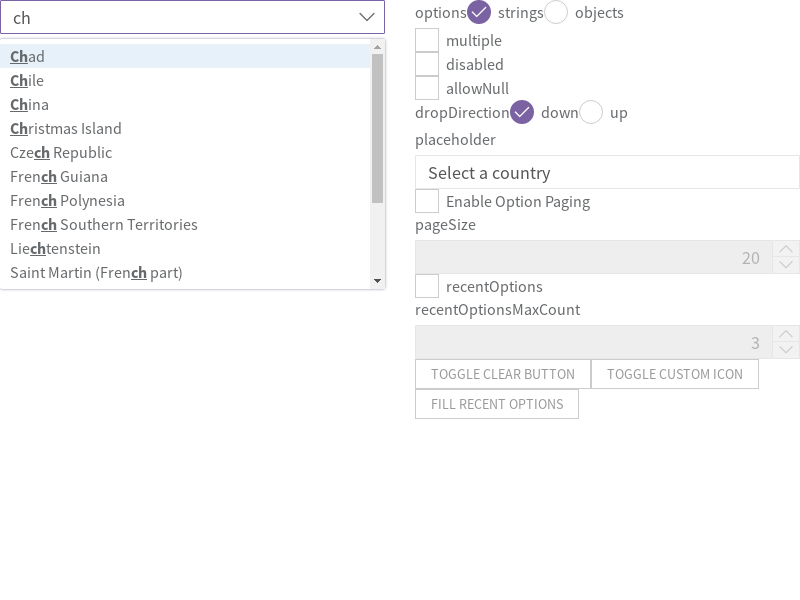 ch
Chad
Chile
China
Christmas Island
Czech Republic
French Guiana
French Polynesia
French Southern Territories
Liechtenstein
Saint Martin (French part)
options strings objects
multiple
disabled
allowNull
dropDirection down up
placeholder
Select a country
Enable Option Paging
pageSize
20
recentOptions
recentOptionsMaxCount
3
TOGGLE CLEAR BUTTON TOGGLE CUSTOM ICON
FILL RECENT OPTIONS